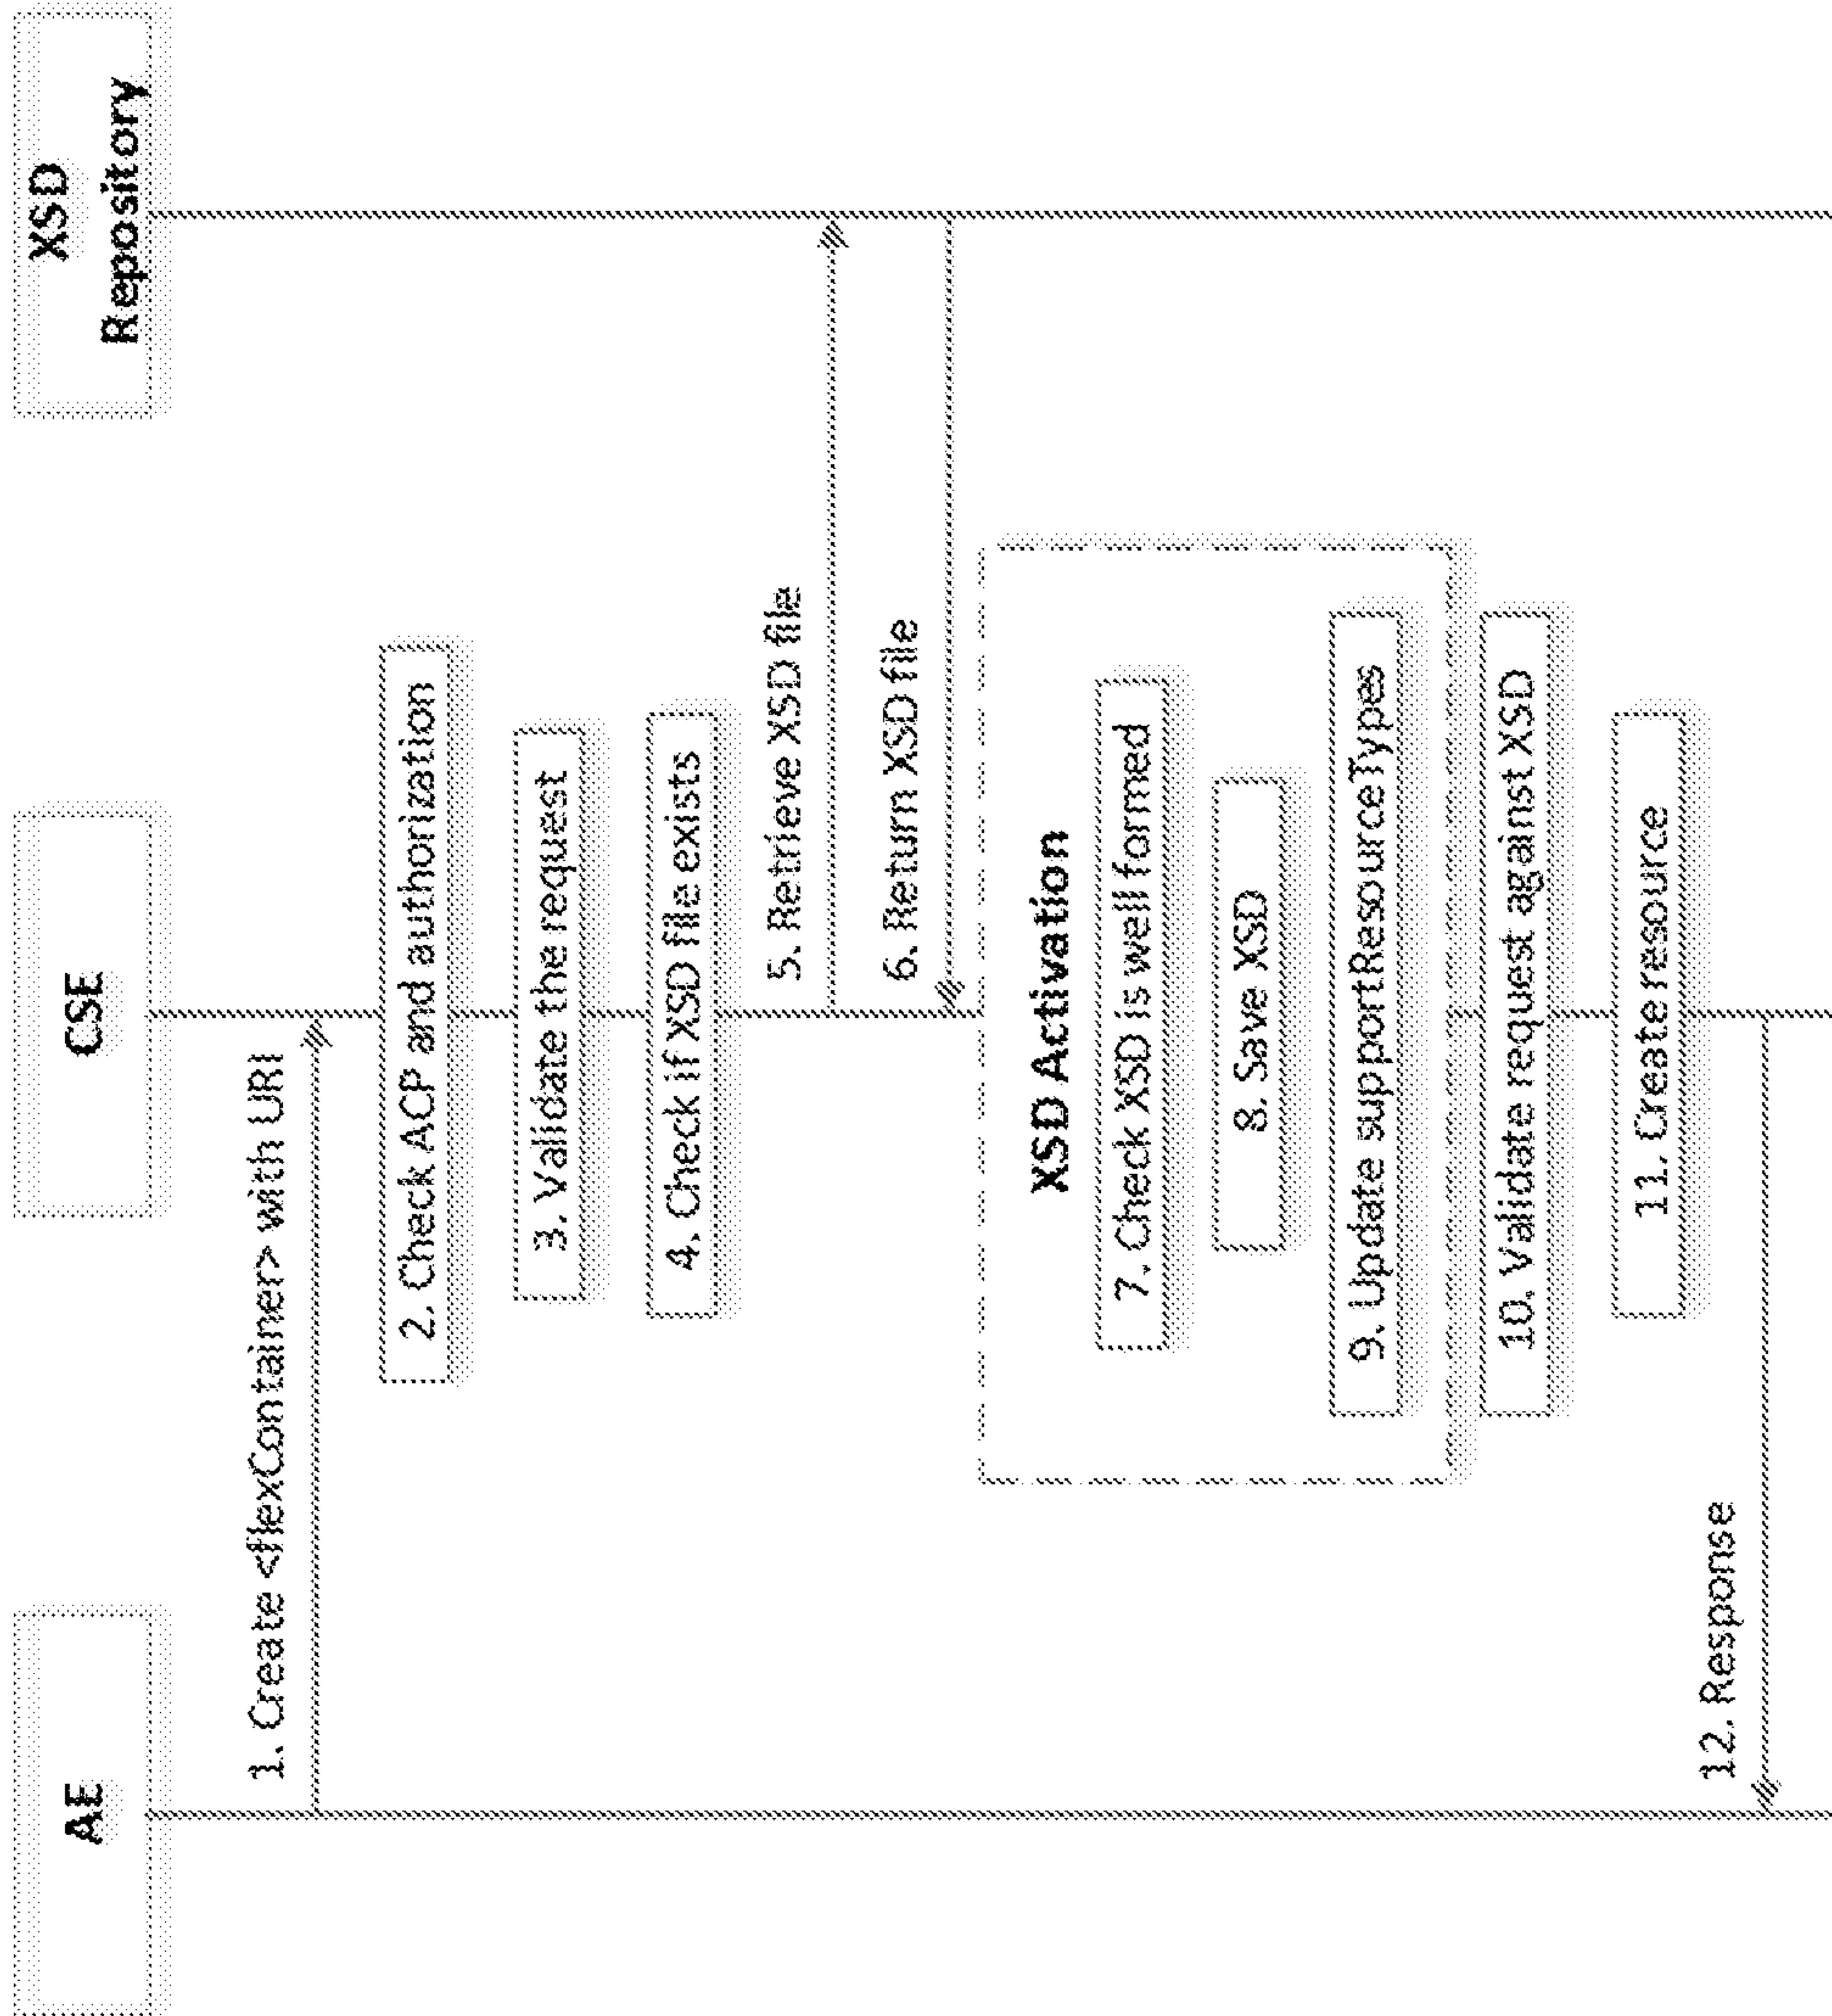 AE
CSE
XSD
Repository
1. Create <flexContainer> with URI
2. Check ACP and authorization
3. Validate the request
4. Check if XSD file exists
5. Retrieve XSD file
6. Return XSD file
XSD Activation
7. Check XSD is well formed
8. Save XSD
9. Update supportResourceTypes
10. Validate request against XSD
11. Create resource
12. Response